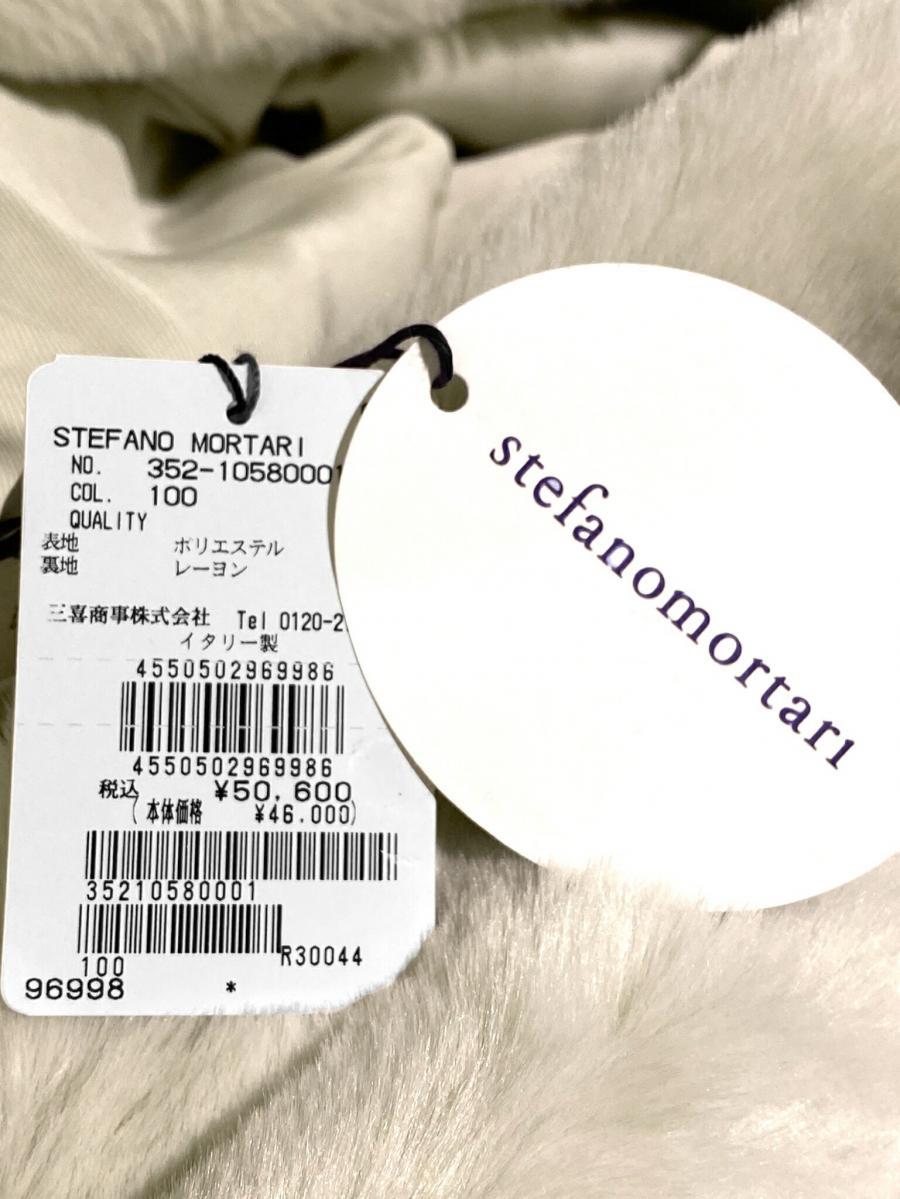 STEFANO MORTARI
NO. 352-10580001
COL. 100
QUALITY
表地 ポリエステル
裏地 レーヨン
三喜商事株式会社 Tel 0120-2
イタリー製
4550502969986
4550502969986
税込 ¥50,600
(本体価格 ¥46,000)
35210580001
R30044
100
96998 *
stefanomortari